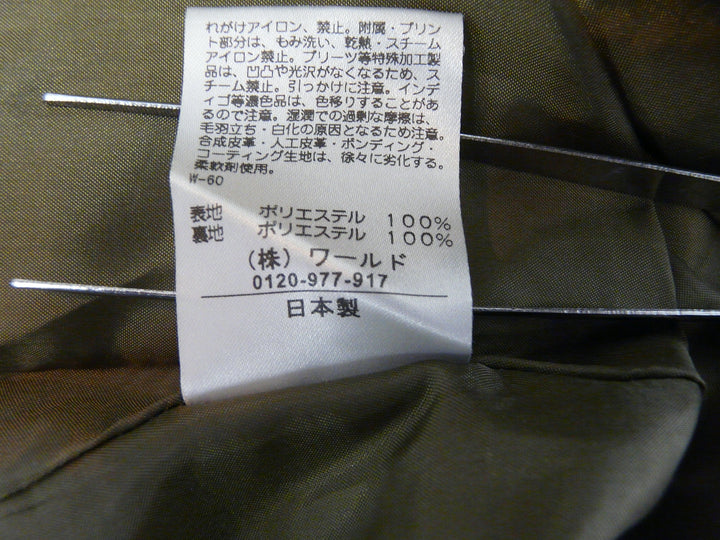 れがけアイロン、禁止。附属・プリン
ト部分は、もみ洗い、乾熱・スチーム
アイロン禁止。プリーツ等特殊加工製
品は、凹凸や光沢がなくなるため、ス
チーム禁止。引っかけに注意。インデ
ィゴ等濃色品は、色移りすることがあ
るので注意。湿潤での過剰な摩擦は、
毛羽立ち・白化の原因となるため注意。
合成皮革・人工皮革・ボンディング・
コーティング生地は、徐々に劣化する。
柔軟剤使用。
W-60
表地 ポリエステル 100%
裏地 ポリエステル 100%
(株) ワールド
0120-977-917
日本製